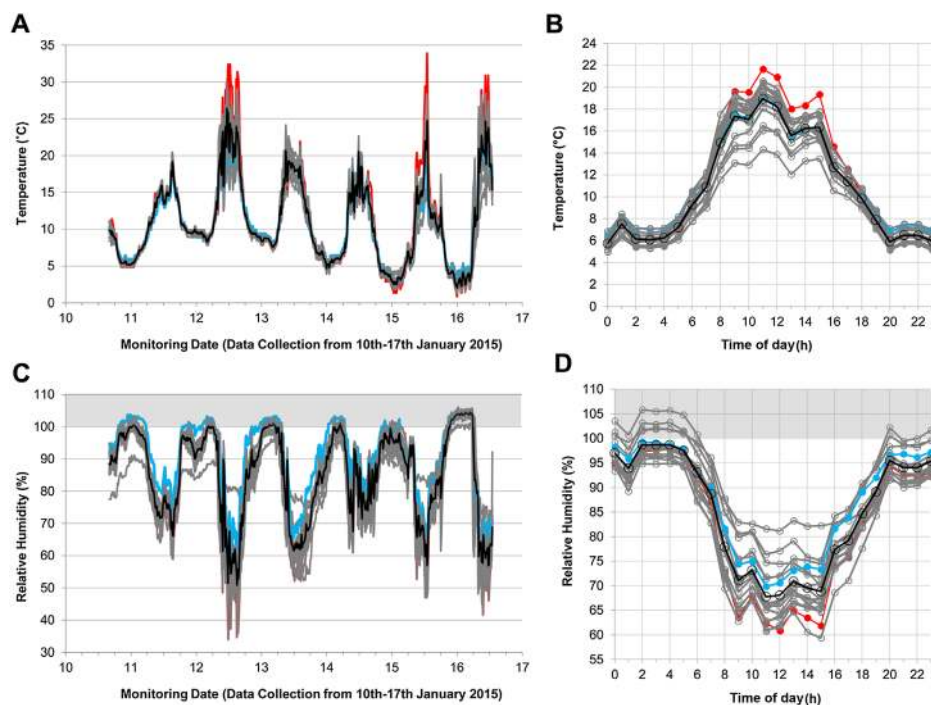 A
Temperature (˚C)
35
30
25
20
15
10
5
0
10 11 12 13 14 15 16 17
Monitoring Date (Data Collection from 10th-17th January 2015)
B
Temperature (°C)
24
22
20
18
16
14
12
10
8
6
4
2
0
0 2 4 6 8 10 12 14 16 18 20 22
Time of day(h)
C
Relative Humidity (%)
110
100
90
80
70
60
50
40
30
10 11 12 13 14 15 16 17
Monitoring Date (Data Collection from 10th-17th January 2015)
D
Relative Humidity (%)
110
105
100
95
90
85
80
75
70
65
60
55
0 2 4 6 8 10 12 14 16 18 20 22
Time of day(h)